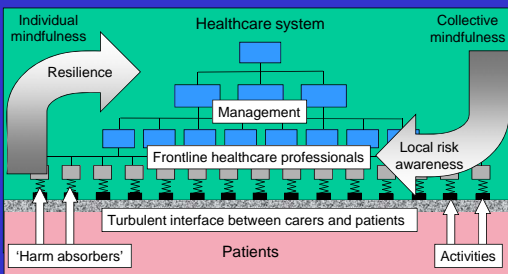 Individual
mindfulness
Healthcare system
Collective
mindfulness
Resilience
Management
Frontline healthcare professionals
Local risk
awareness
Turbulent interface between carers and patients
'Harm absorbers'
Patients
Activities